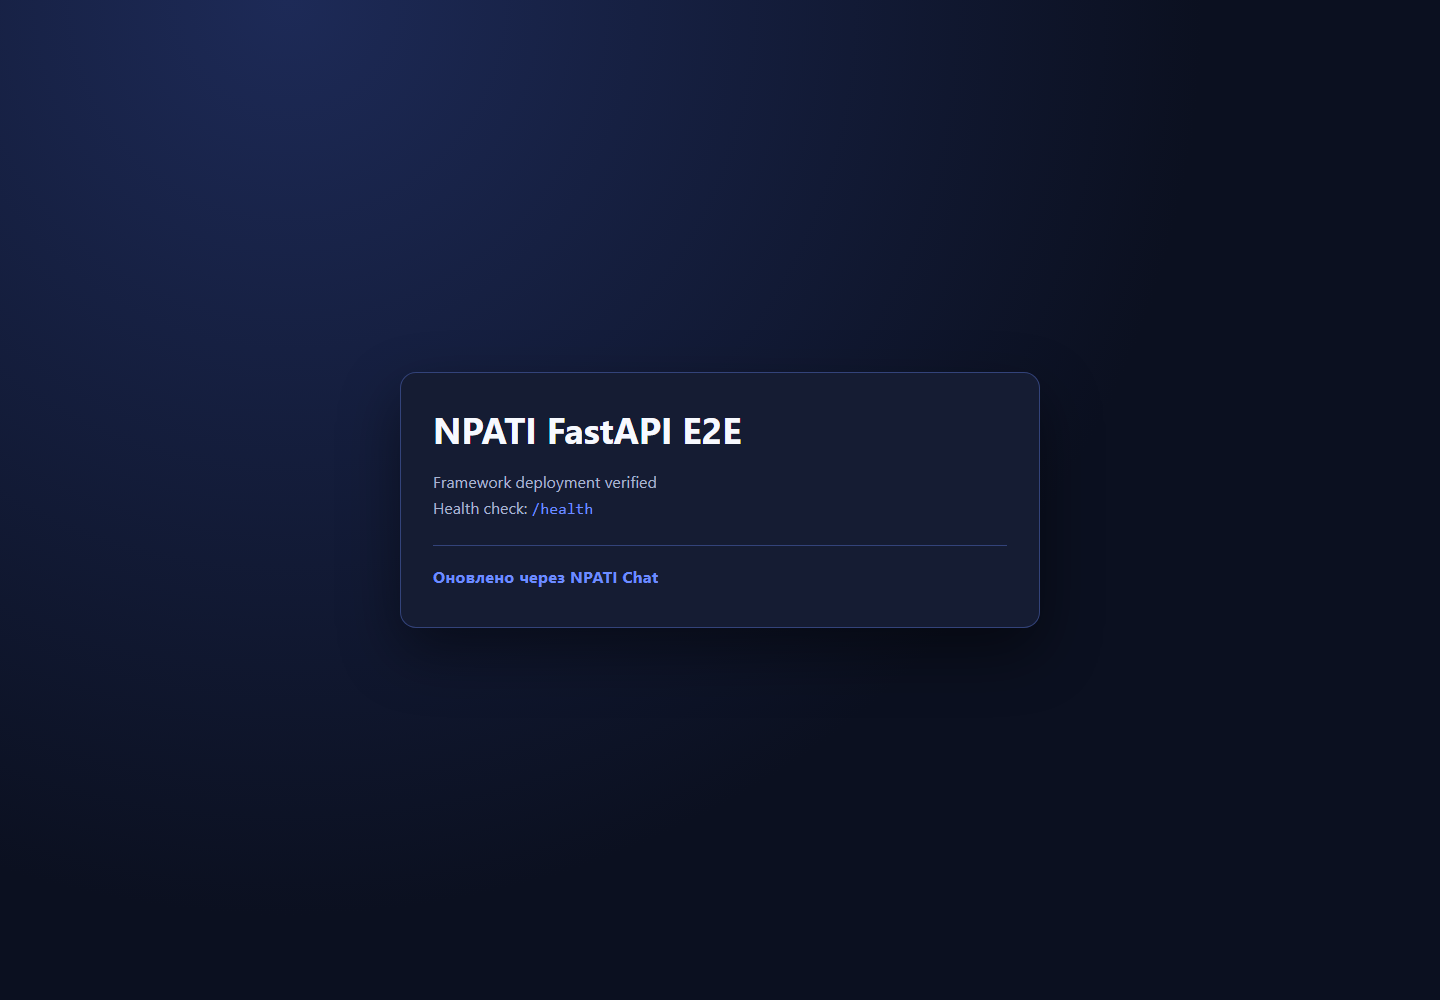 NPATI FastAPI E2E
Framework deployment verified
Health check: /health
Оновлено через NPATI Chat